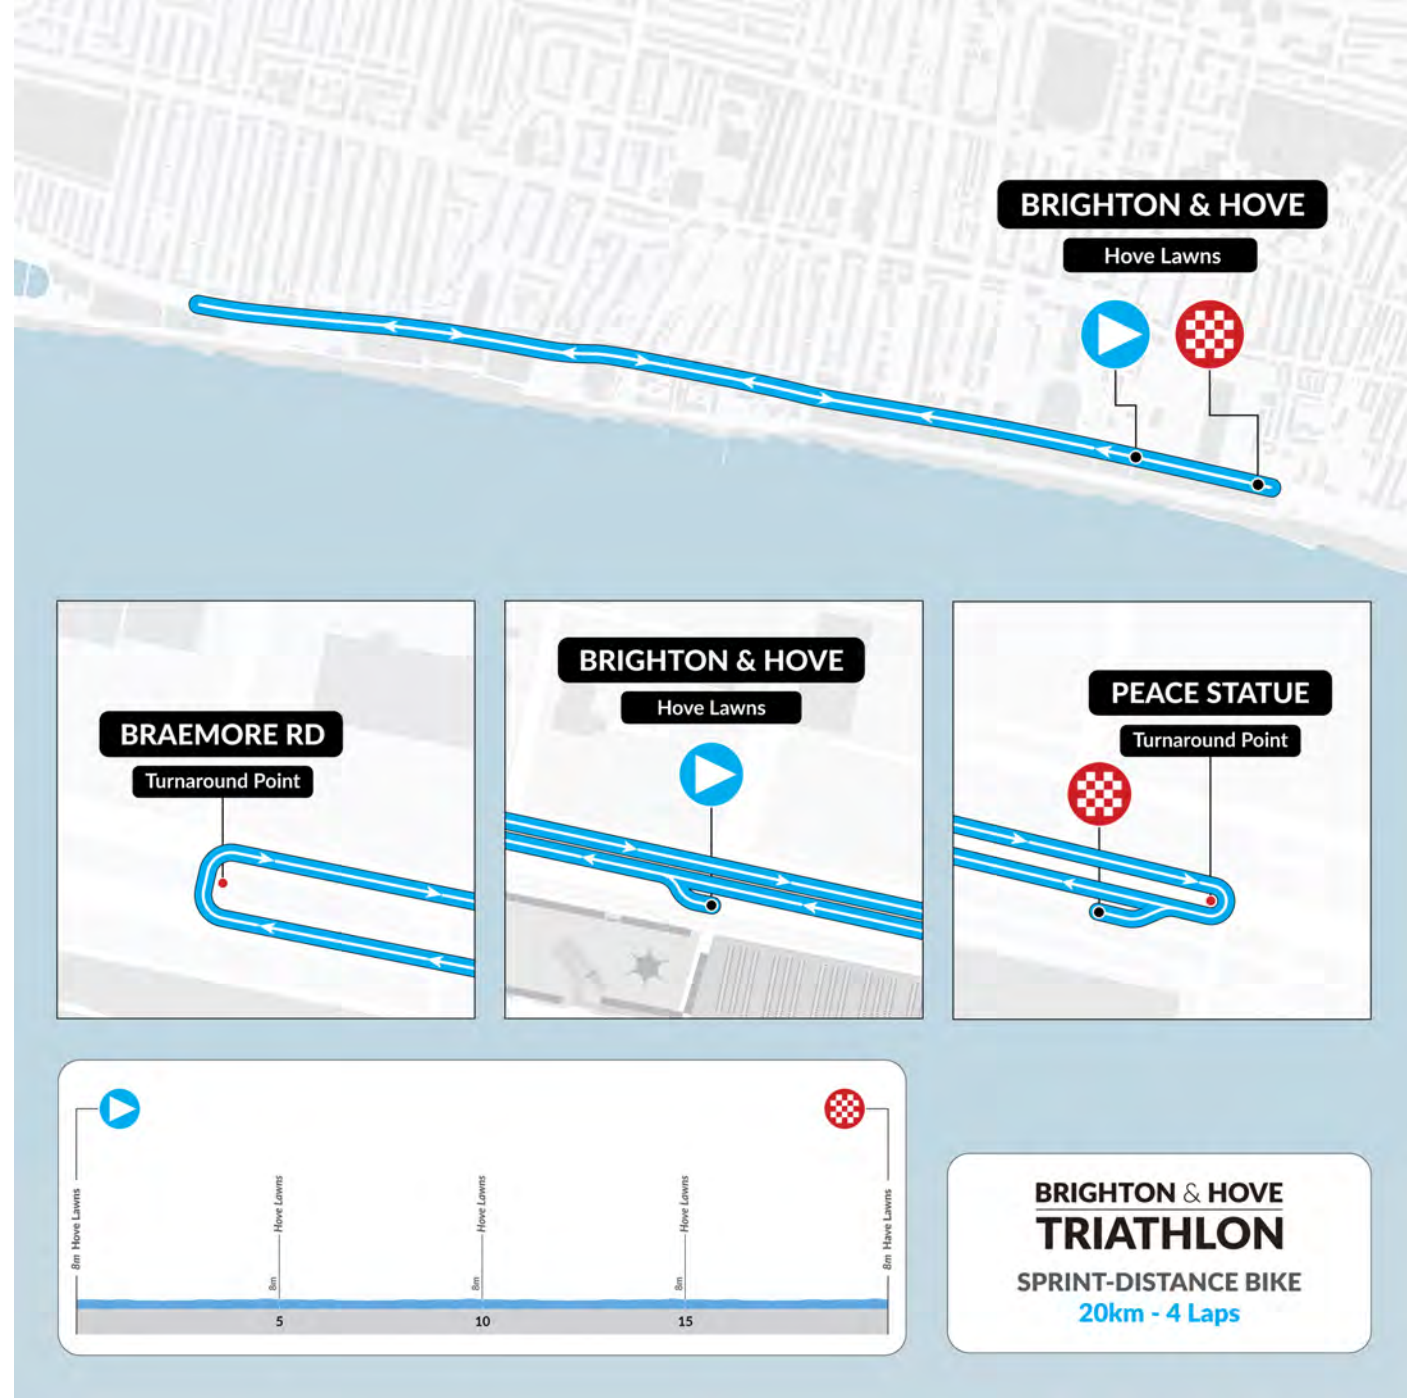 BRIGHTON & HOVE
Hove Lawns
BRAEMORE RD
Turnaround Point
BRIGHTON & HOVE
Hove Lawns
PEACE STATUE
Turnaround Point
8m Hove Lawns
8m Hove Lawns
8m Hove Lawns
8m Hove Lawns
8m Have Lawns
5
10
15
BRIGHTON & HOVE
TRIATHLON
SPRINT-DISTANCE BIKE
20km - 4 Laps